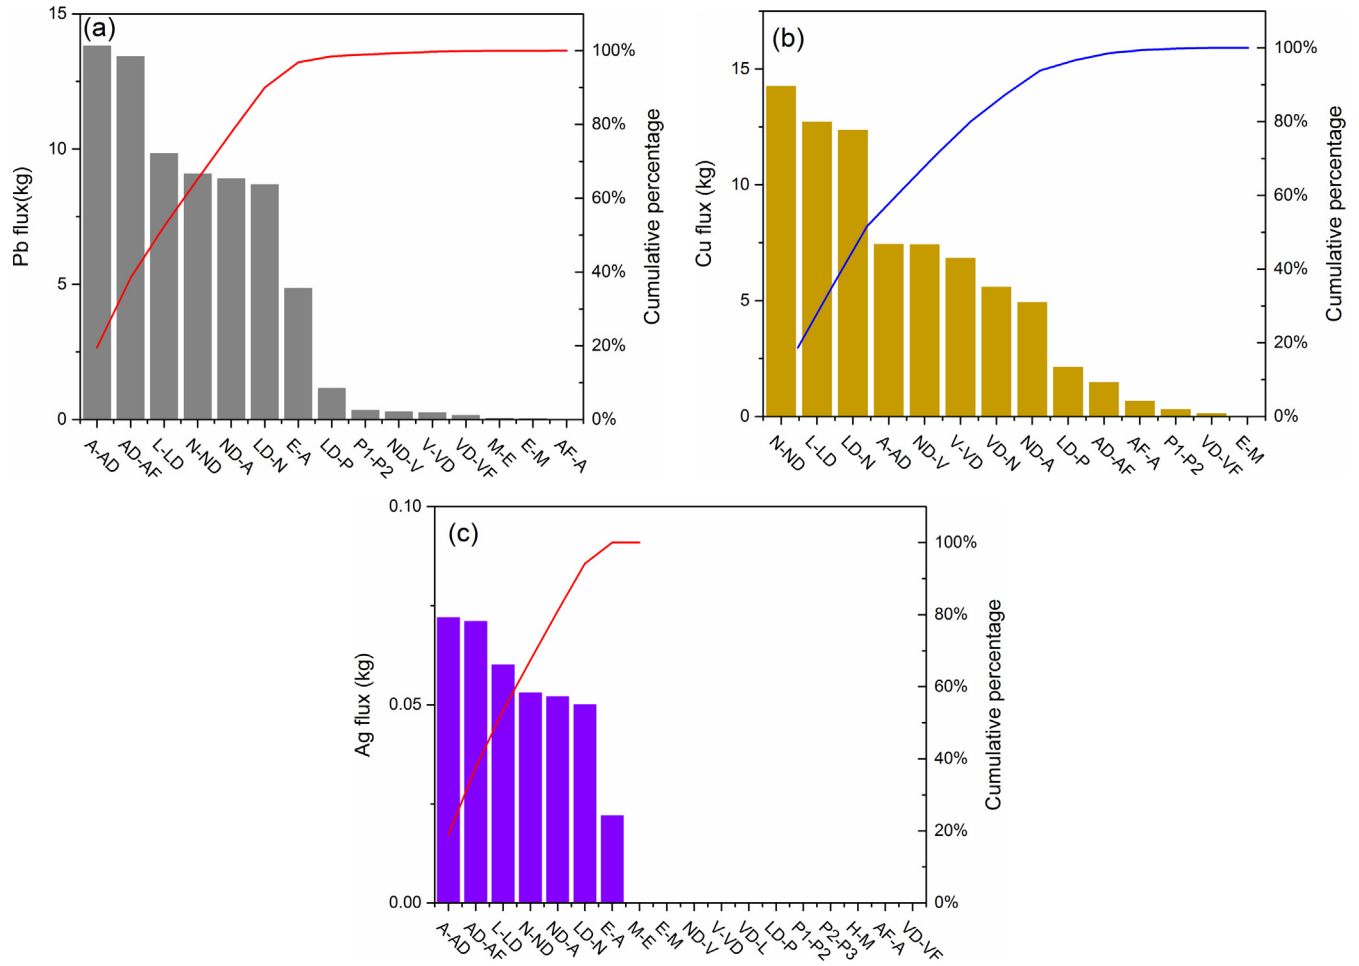 (a)
15
10
5
0
Pb flux(kg)
100%
80%
60%
40%
20%
0%
Cumulative percentage
A-AD
AD-AF
L-LD
N-ND
ND-A
LD-N
E-A
LD-P
P1-P2
ND-V
V-VD
VD-VF
M-E
E-M
AF-A
(b)
15
10
5
0
Cu flux (kg)
100%
80%
60%
40%
20%
0%
Cumulative percentage
N-ND
L-LD
LD-N
A-AD
ND-V
V-VD
VD-N
ND-A
LD-P
AD-AF
AF-A
P1-P2
VD-VF
E-M
(c)
0.10
0.05
0.00
Ag flux (kg)
100%
80%
60%
40%
20%
0%
Cumulative percentage
A-AD
AD-AF
L-LD
N-ND
ND-A
LD-N
E-A
M-E
E-M
ND-V
V-VD
VD-L
LD-P
P1-P2
P2-P3
H-M
AF-A
VD-VF